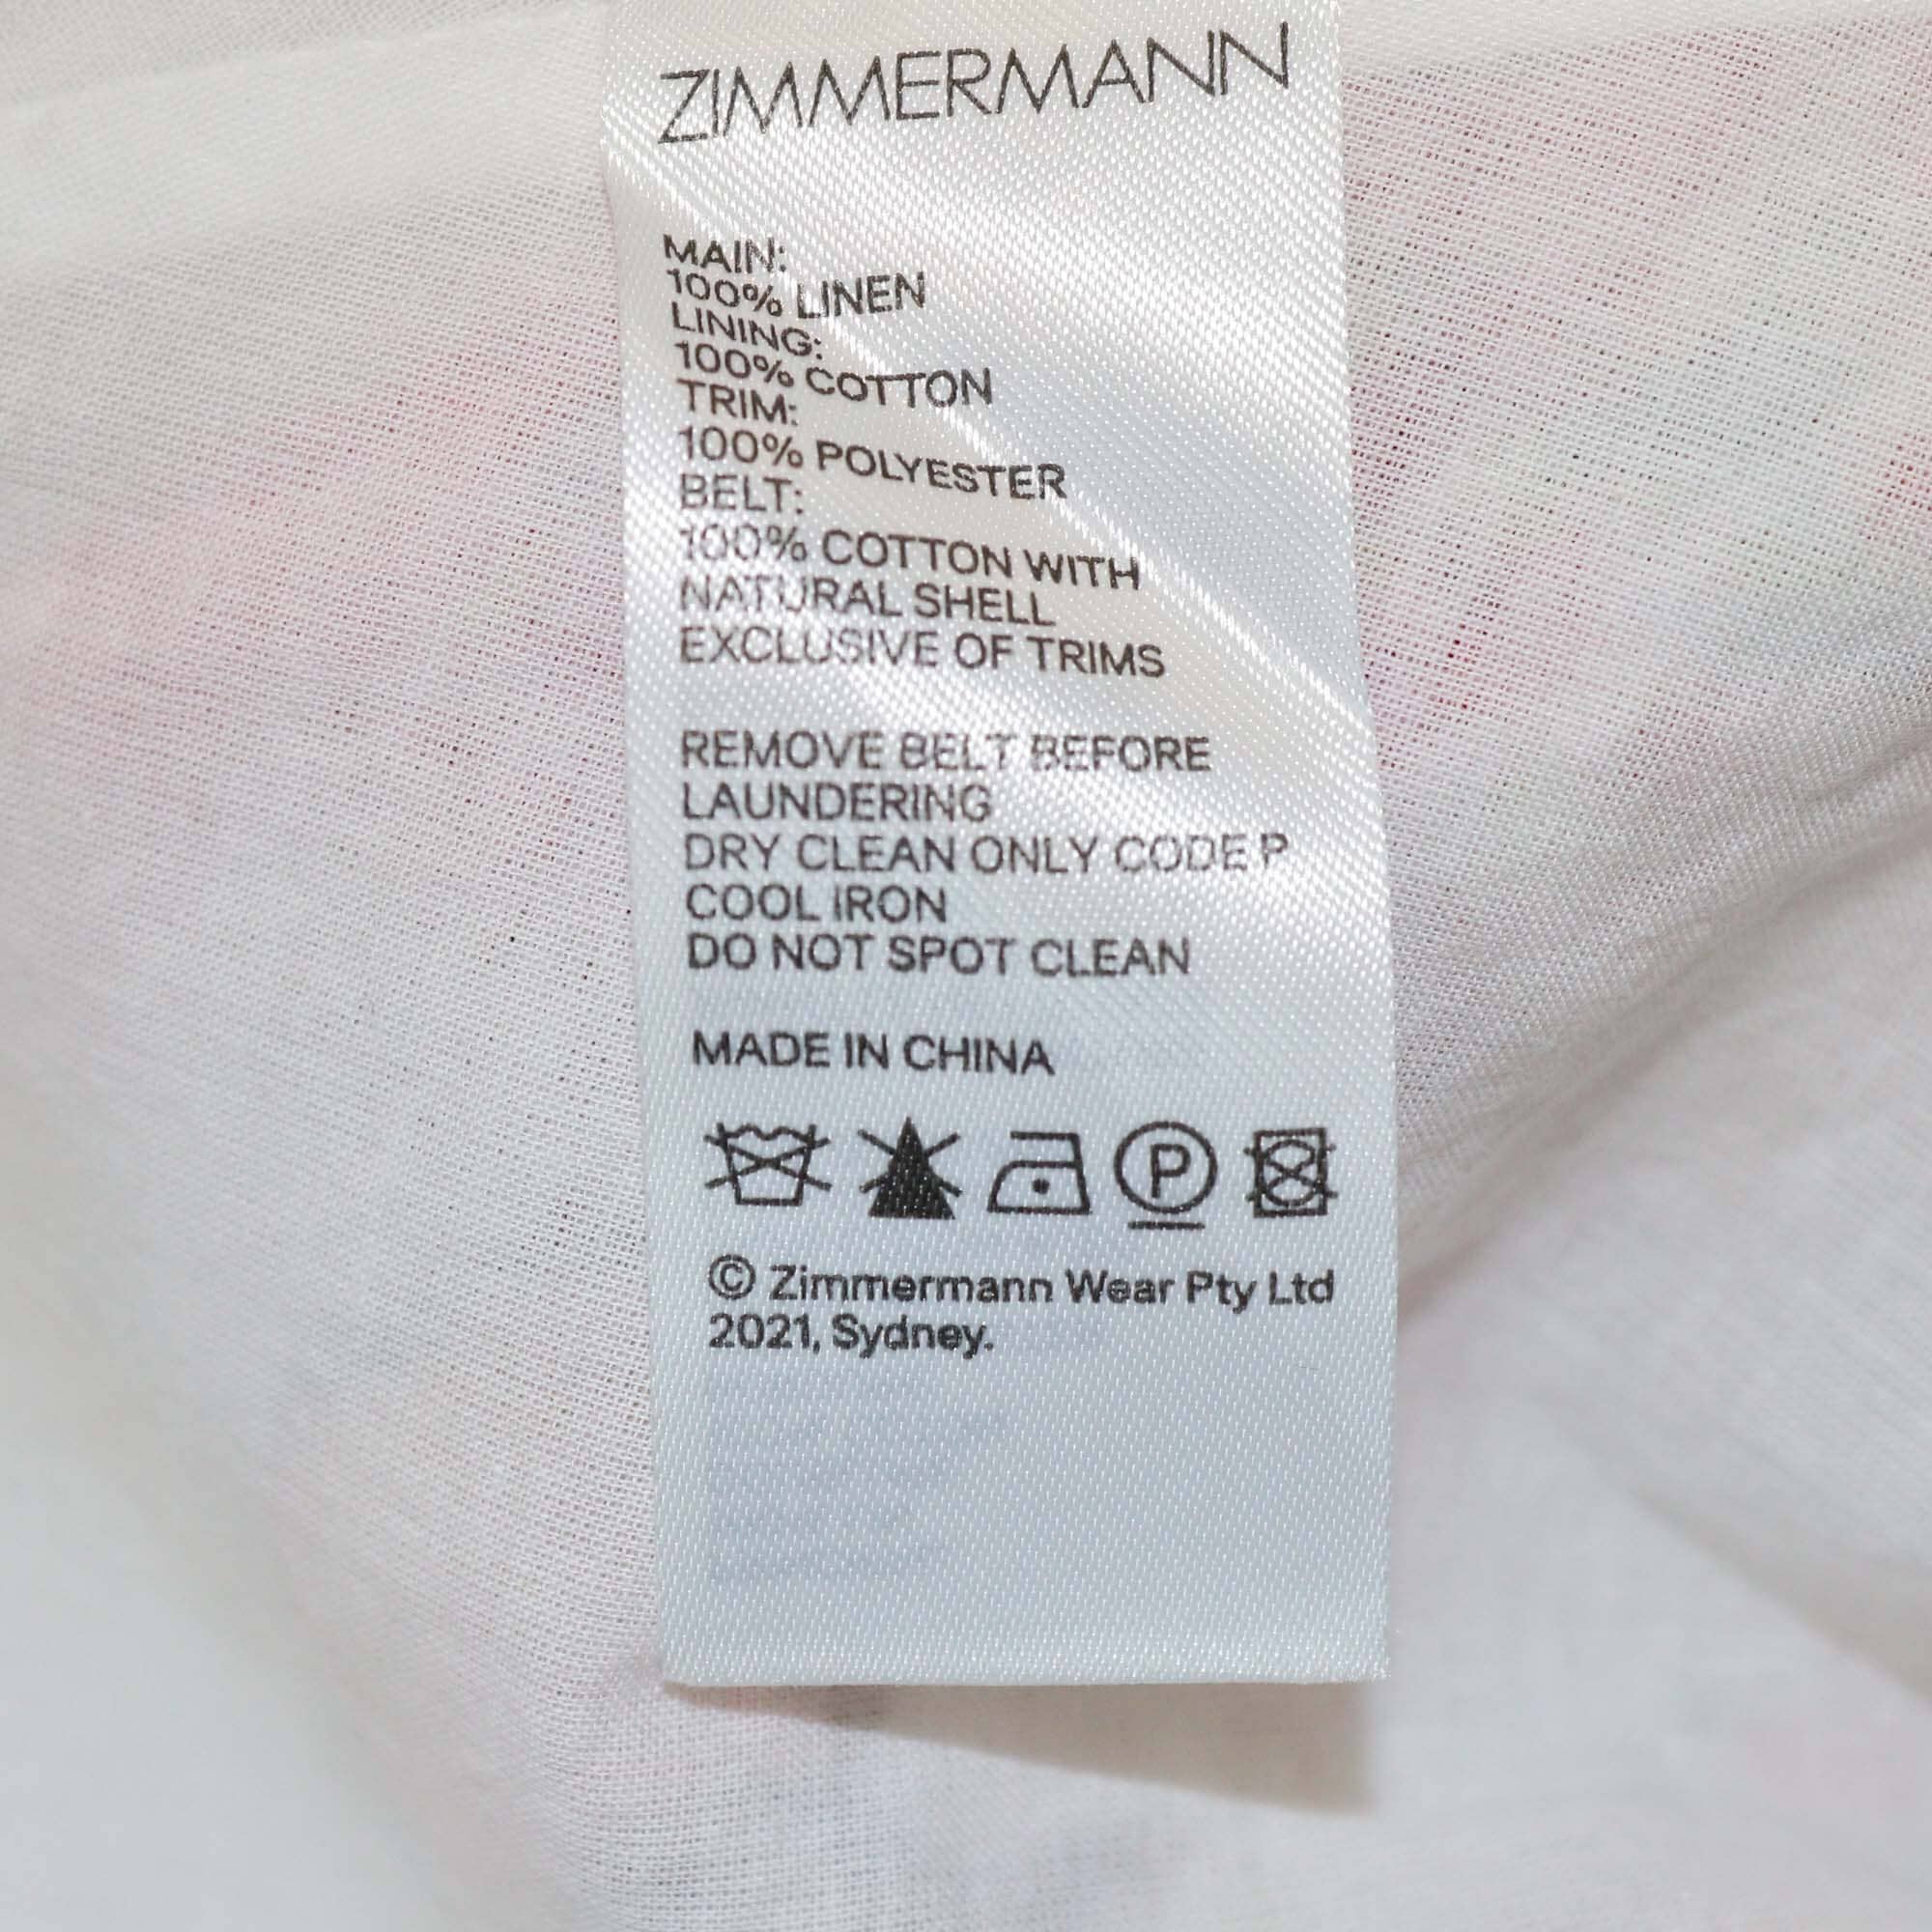 ZIMMERMANN
MAIN:
100% LINEN
LINING:
100% COTTON
TRIM:
100% POLYESTER
BELT:
100% COTTON WITH
NATURAL SHELL
EXCLUSIVE OF TRIMS
REMOVE BELT BEFORE
LAUNDERING
DRY CLEAN ONLY CODE P
COOL IRON
DO NOT SPOT CLEAN
MADE IN CHINA
P
© Zimmermann Wear Pty Ltd
2021, Sydney.